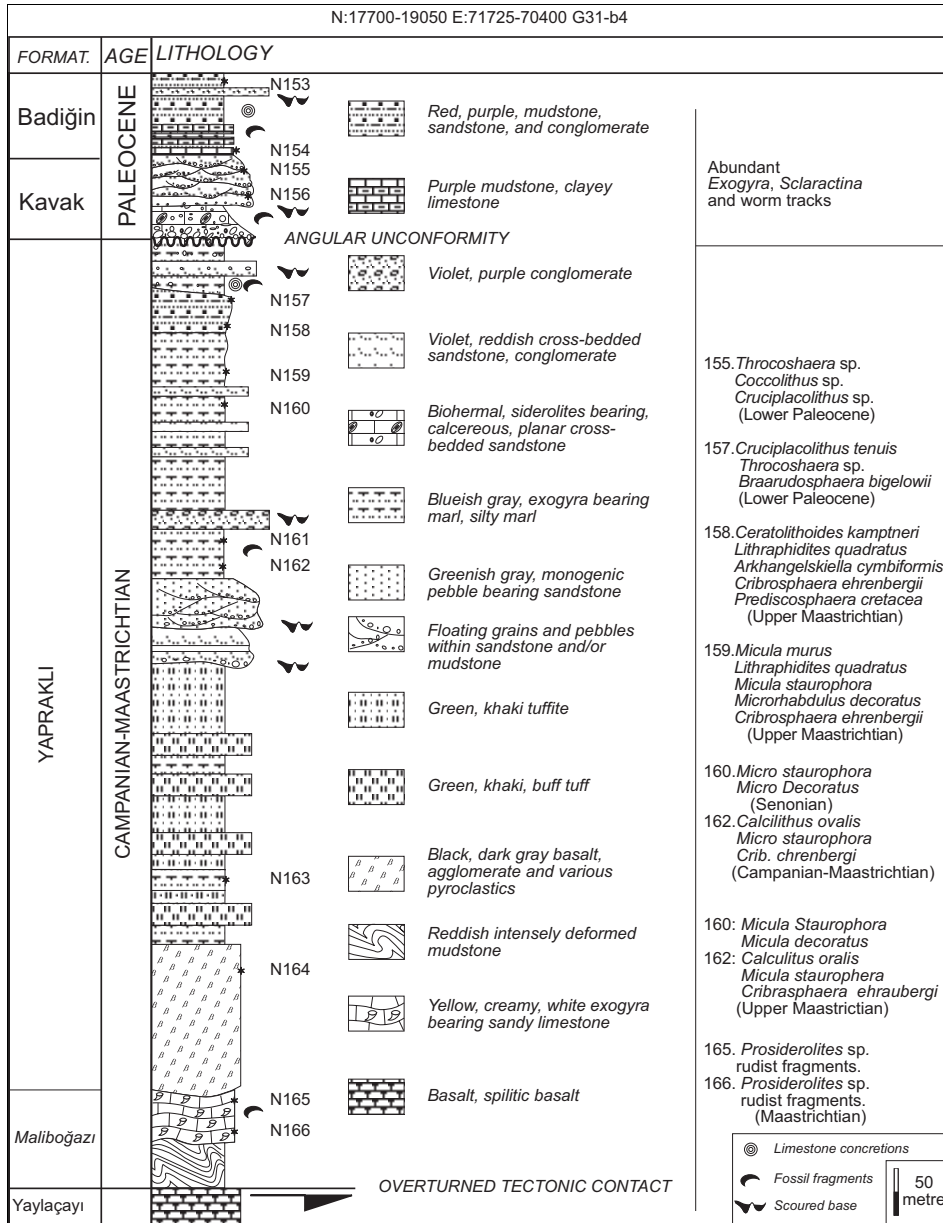 N:17700-19050 E:71725-70400 G31-b4
FORMAT.
AGE
LITHOLOGY
Badiğin
Kavak
YAPRAKLI
Maliboğazı
Yaylaçayı
PALEOCENE
CAMPANIAN-MAASTRICHTIAN
N153
N154
N155
N156
ANGULAR UNCONFORMITY
N157
N158
N159
N160
N161
N162
N163
N164
N165
N166
OVERTURNED TECTONIC CONTACT
Red, purple, mudstone,
sandstone, and conglomerate
Purple mudstone, clayey
limestone
Violet, purple conglomerate
Violet, reddish cross-bedded
sandstone, conglomerate
Biohermal, siderolites bearing,
calcereous, planar cross-
bedded sandstone
Blueish gray, exogyra bearing
marl, silty marl
Greenish gray, monogenic
pebble bearing sandstone
Floating grains and pebbles
within sandstone and/or
mudstone
Green, khaki tuffite
Green, khaki, buff tuff
Black, dark gray basalt,
agglomerate and various
pyroclastics
Reddish intensely deformed
mudstone
Yellow, creamy, white exogyra
bearing sandy limestone
Basalt, spilitic basalt
Abundant
Exogyra, Sclaractina
and worm tracks
155.Throcoshaera sp.
Coccolithus sp.
Cruciplacolithus sp.
(Lower Paleocene)
157.Cruciplacolithus tenuis
Throcoshaera sp.
Braarudosphaera bigelowii
(Lower Paleocene)
158.Ceratolithoides kamptneri
Lithraphidites quadratus
Arkhangelskiella cymbiformis
Cribrosphaera ehrenbergii
Prediscosphaera cretacea
(Upper Maastrichtian)
159.Micula murus
Lithraphidites quadratus
Micula staurophora
Microrhabdulus decoratus
Cribrosphaera ehrenbergii
(Upper Maastrichtian)
160.Micro staurophora
Micro Decoratus
(Senonian)
162.Calcilithus ovalis
Micro staurophora
Crib. chrenbergi
(Campanian-Maastrichtian)
160: Micula Staurophora
Micula decoratus
162: Calculitus oralis
Micula staurophera
Cribrasphaera ehraubergi
(Upper Maastrictian)
165. Prosiderolites sp.
rudist fragments.
166. Prosiderolites sp.
rudist fragments.
(Maastrichtian)
Limestone concretions
Fossil fragments
Scoured base
50
metre